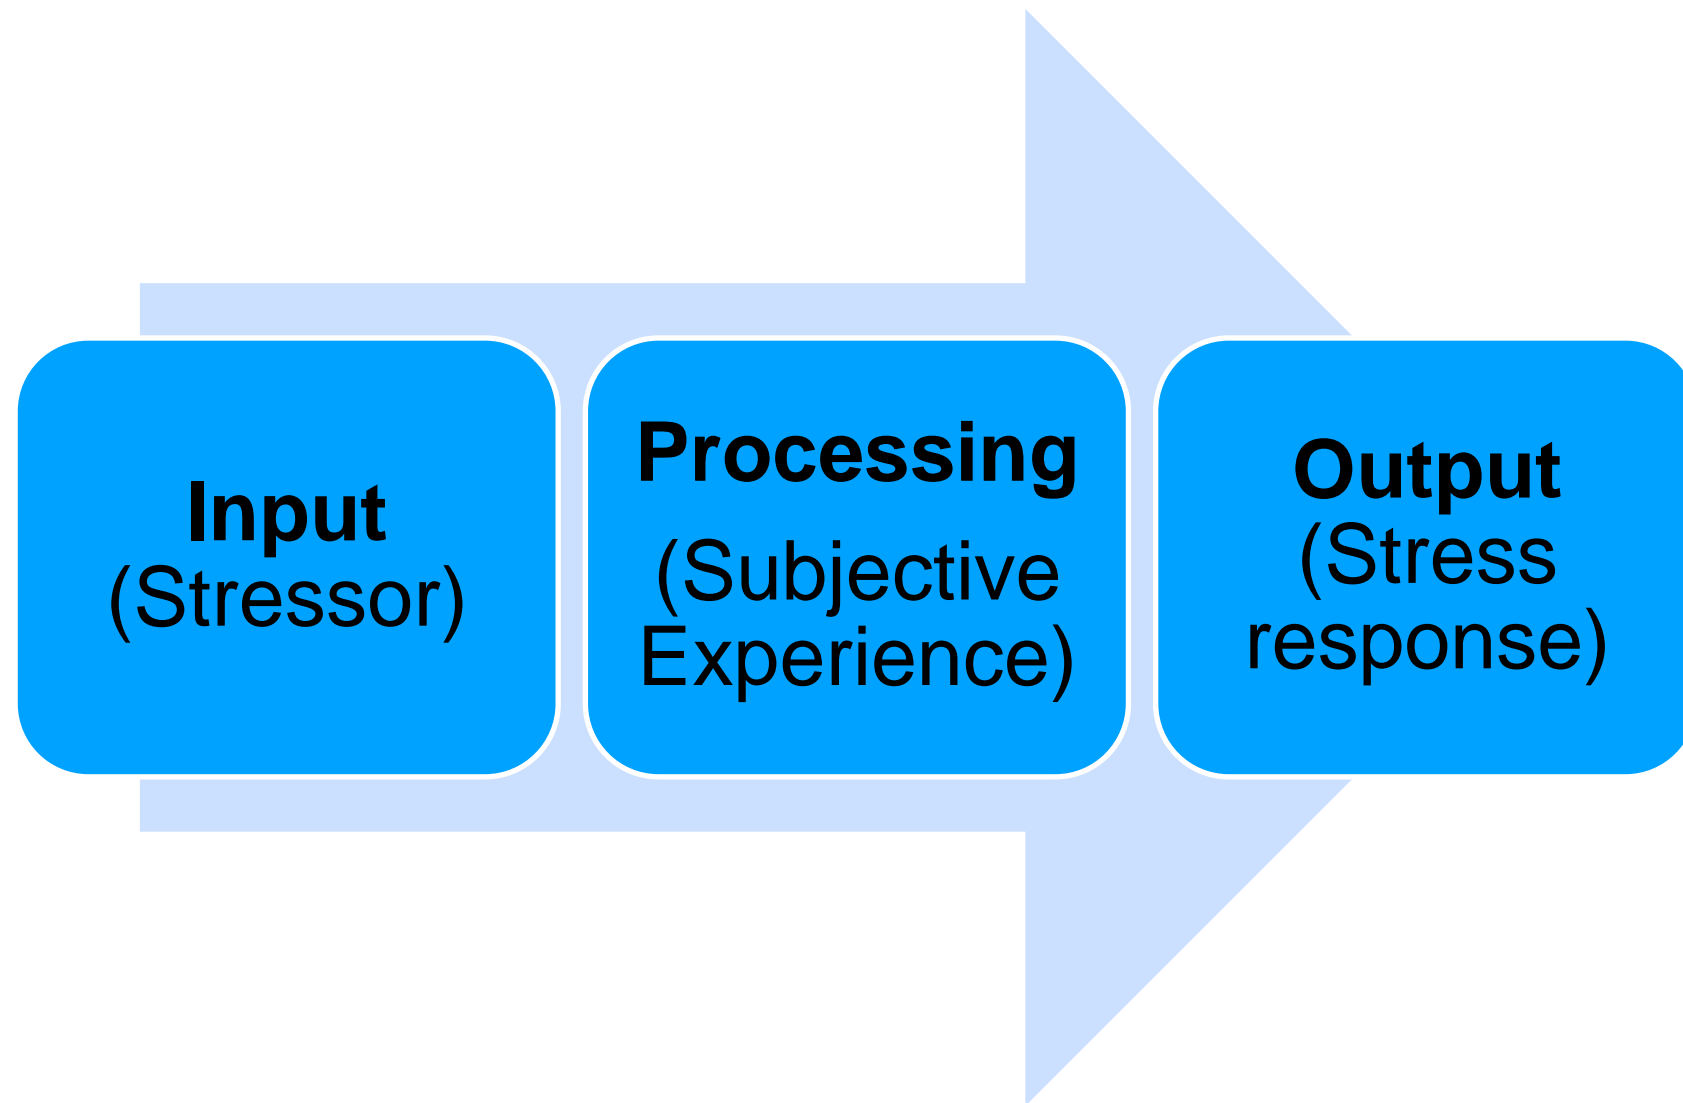 Input
(Stressor)
Processing
(Subjective
Experience)
Output
(Stress
response)